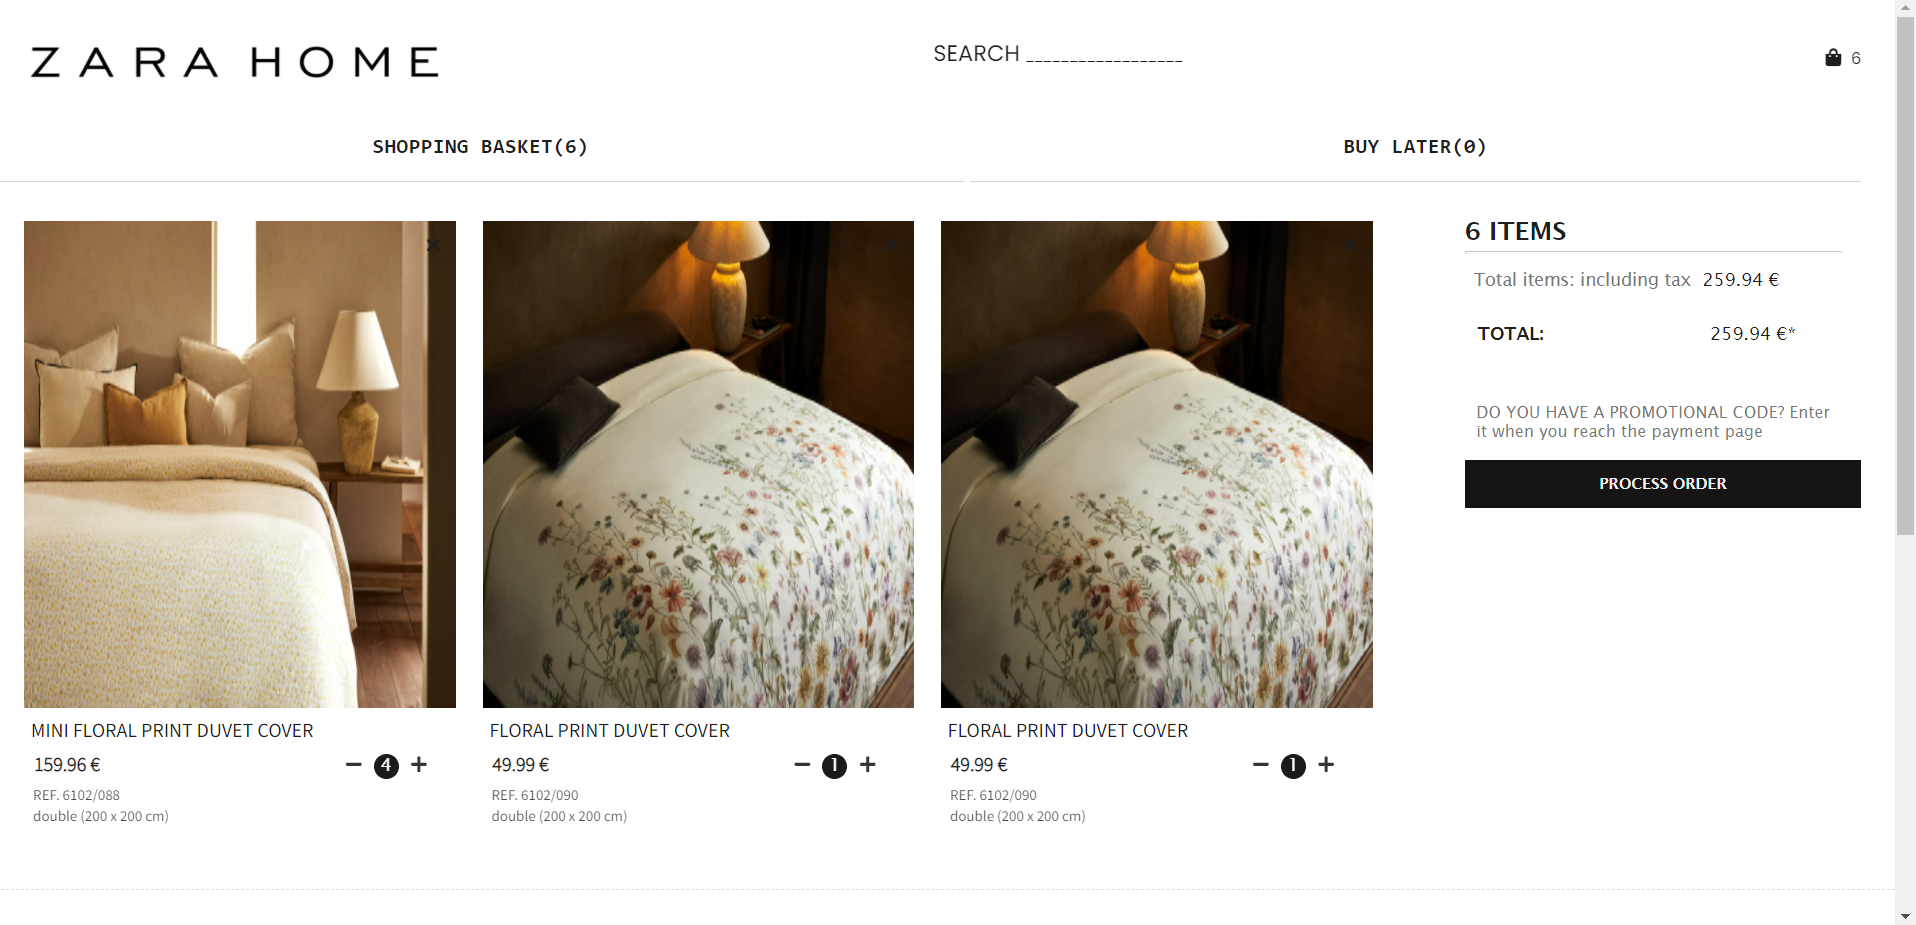 ZARA HOME
SEARCH __________________
6
SHOPPING BASKET(6)
BUY LATER(0)
6 ITEMS
Total items: including tax 259.94 €
TOTAL: 259.94 €*
DO YOU HAVE A PROMOTIONAL CODE? Enter
it when you reach the payment page
PROCESS ORDER
MINI FLORAL PRINT DUVET COVER
159.96 € − 4 +
REF. 6102/088
double (200 x 200 cm)
FLORAL PRINT DUVET COVER
49.99 € − 1 +
REF. 6102/090
double (200 x 200 cm)
FLORAL PRINT DUVET COVER
49.99 € − 1 +
REF. 6102/090
double (200 x 200 cm)